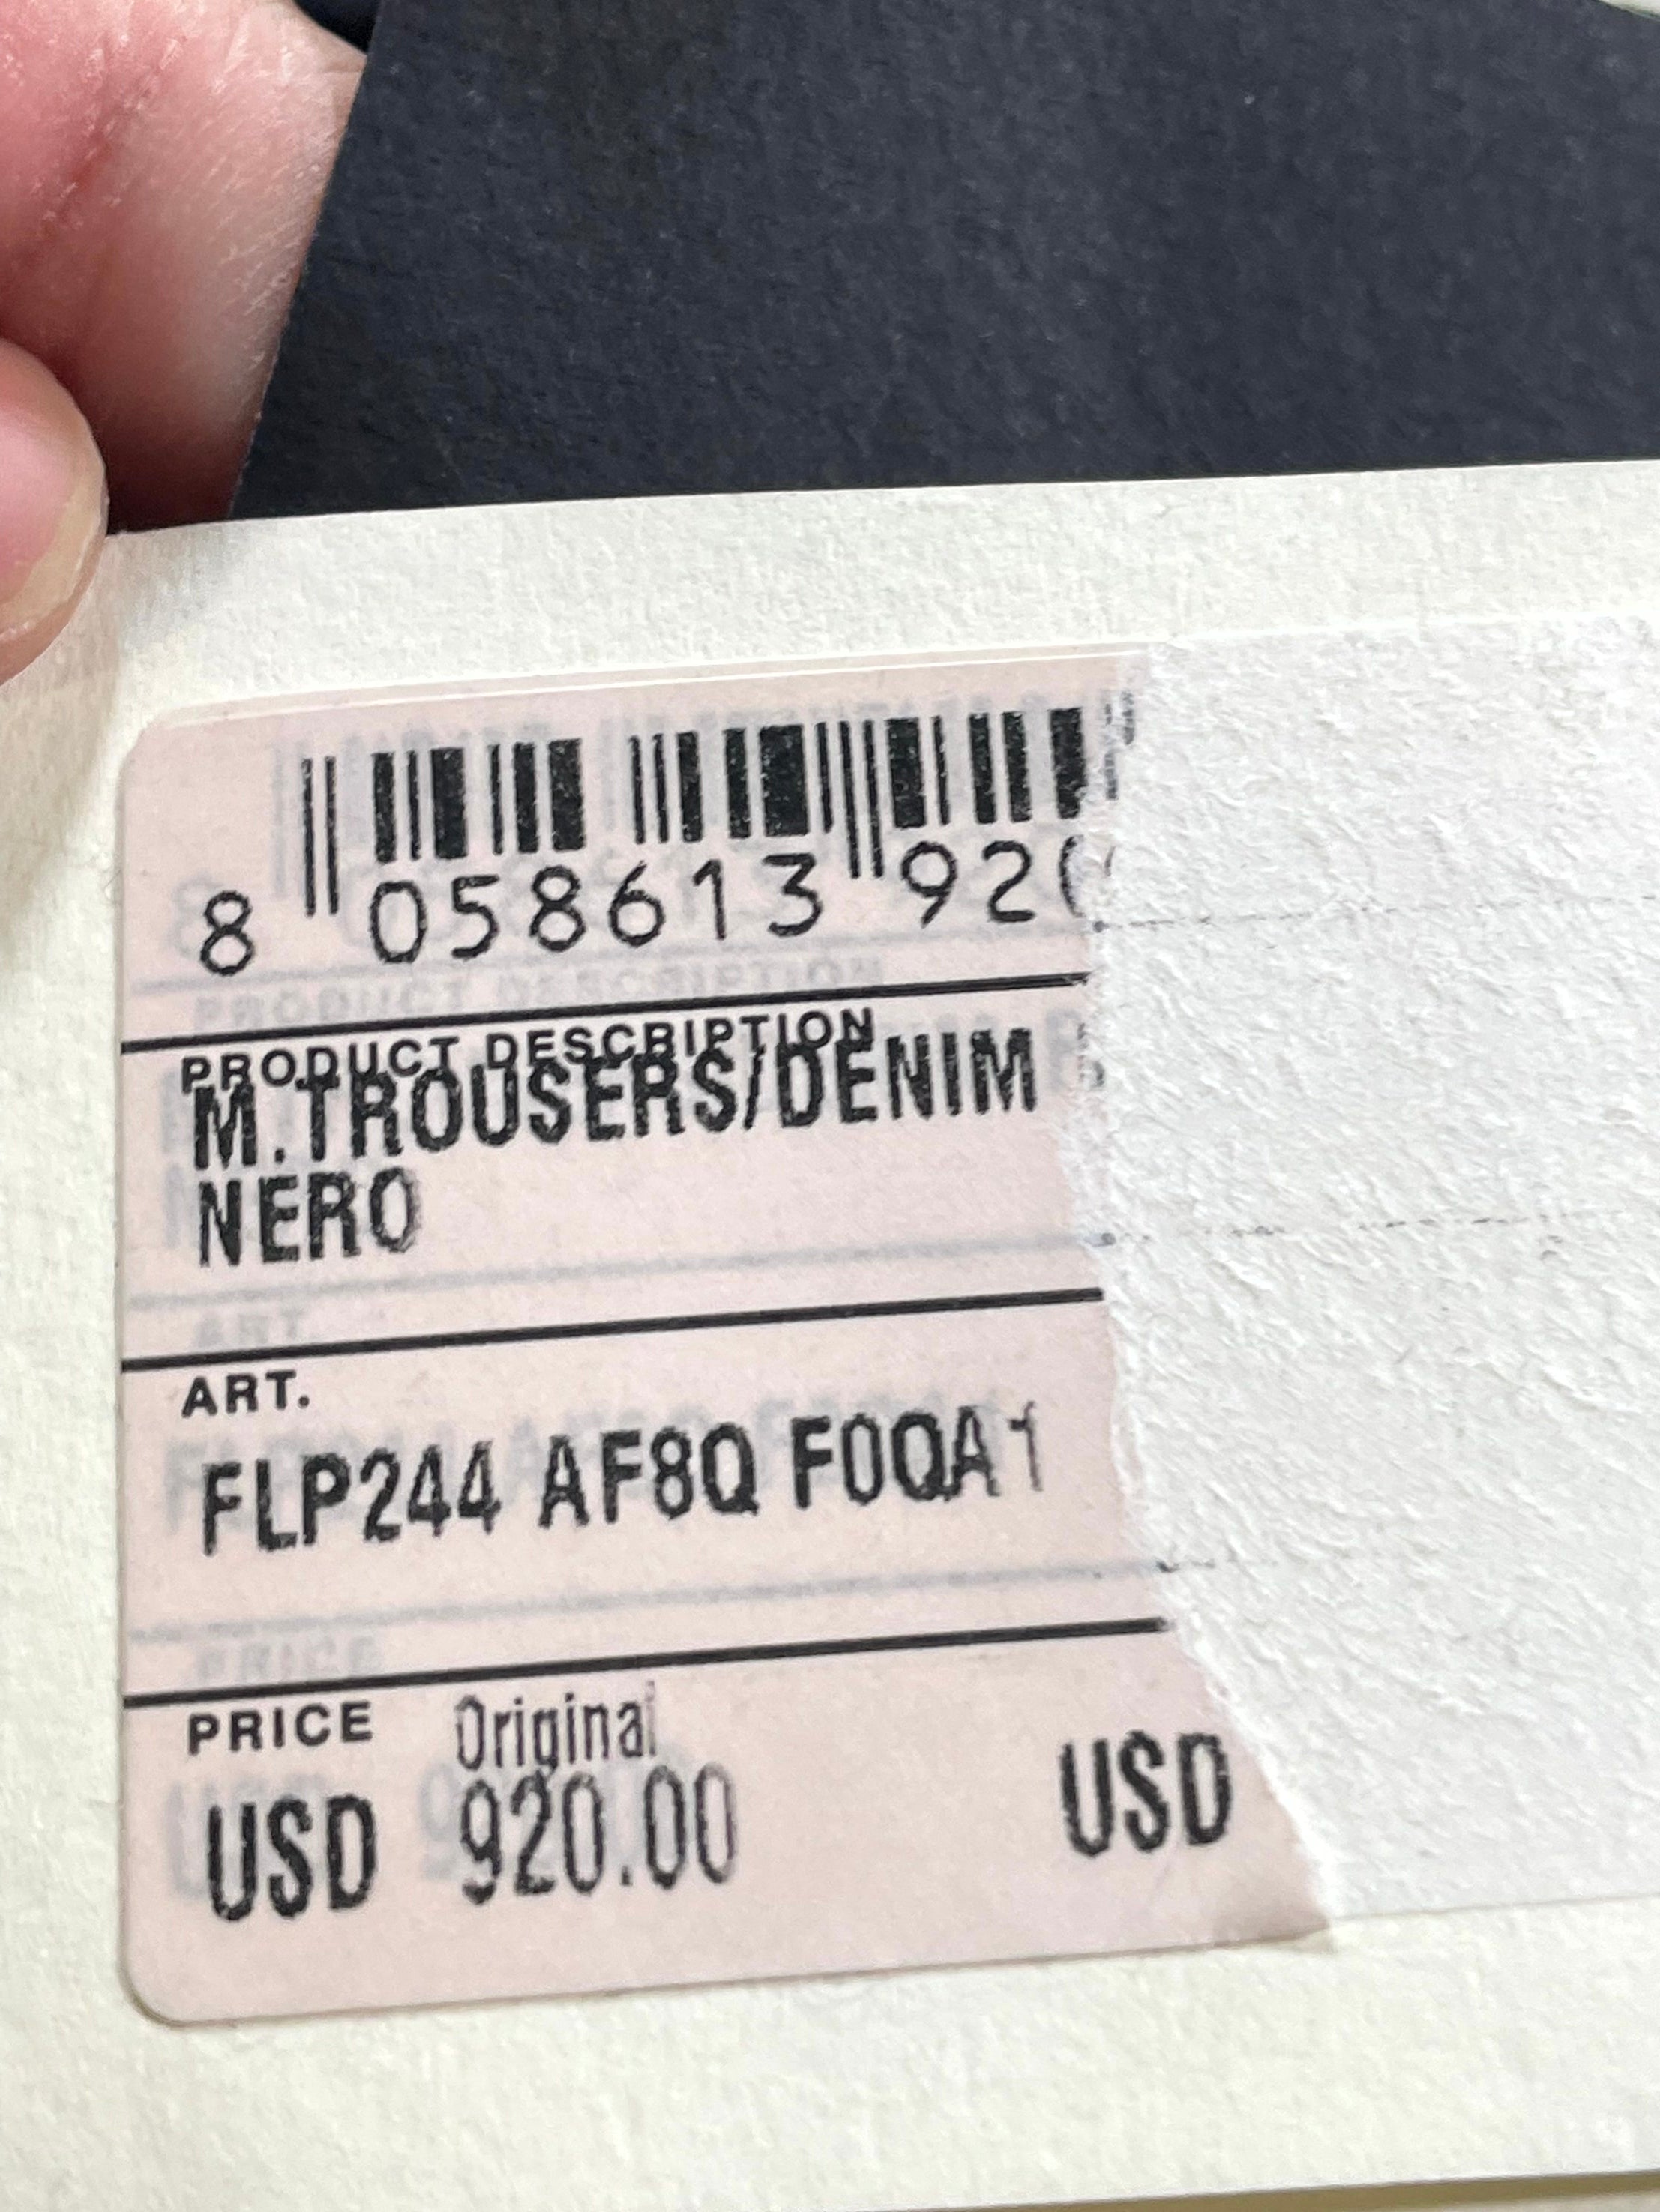 8 058613 92
PRODUCT DESCRIPTION
M.TROUSERS/DENIM
NERO
ART.
FLP244 AF8Q F0QA1
PRICE Original
USD 920.00 USD